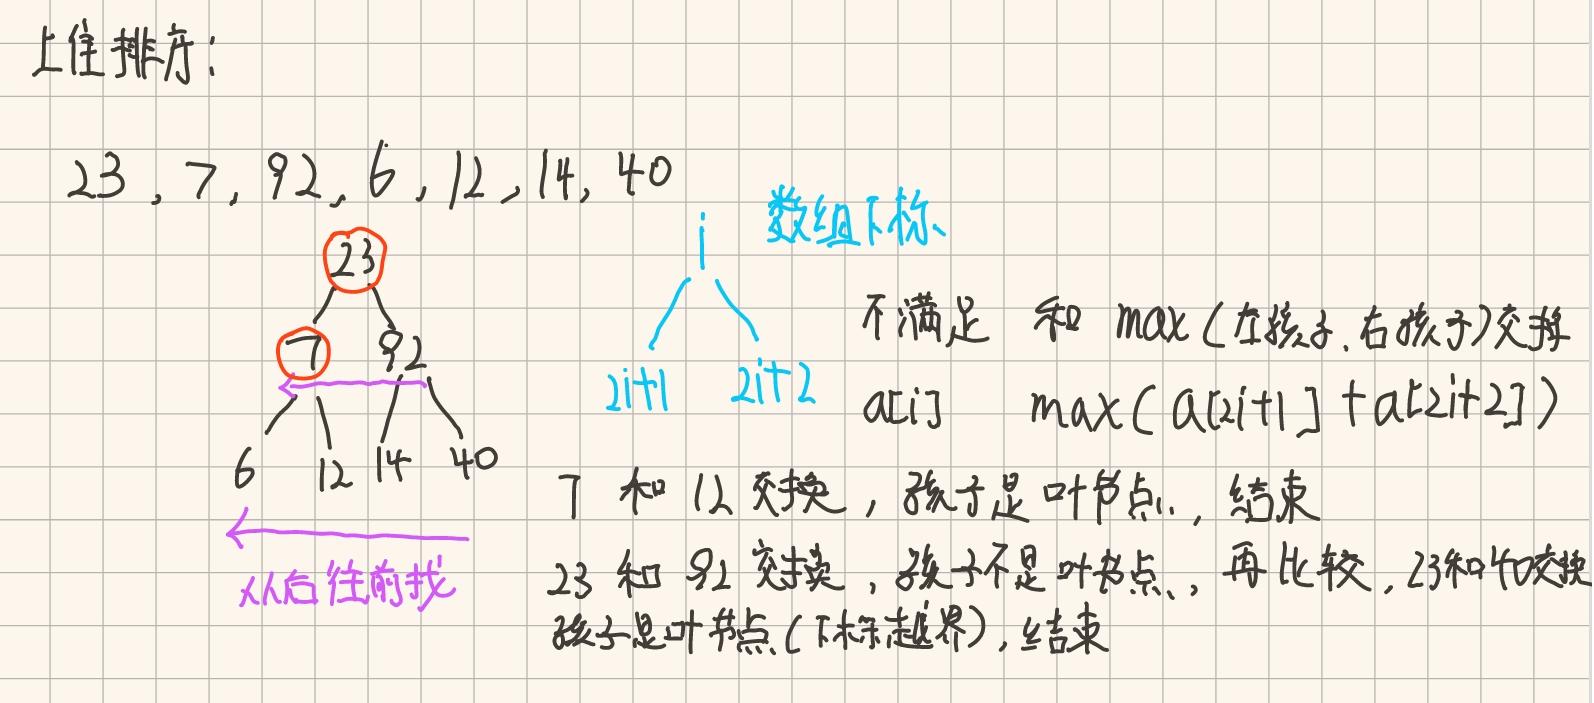 堆排序:
23, 7, 92, 6, 12, 14, 40
i 数组下标
23
不满足 和 max(左孩子,右孩子)交换
7 92
2i+1 2i+2
a[i] max(a[2i+1] + a[2i+2])
6 12 14 40
7 和 12 交换,孩子是叶节点,结束
从后往前找
23 和 92 交换,孩子不是叶节点,再比较,23和40交换
孩子是叶节点(下标越界),结束